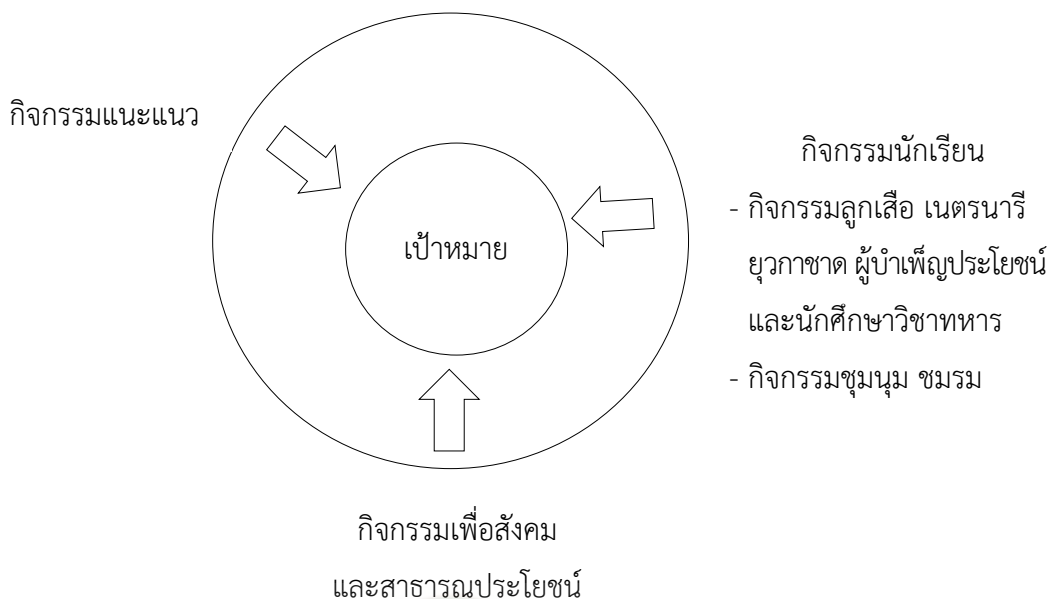 กิจกรรมแนะแนว
กิจกรรมนักเรียน
- กิจกรรมลูกเสือ เนตรนารี
ยุวกาชาด ผู้บำเพ็ญประโยชน์
และนักศึกษาวิชาทหาร
- กิจกรรมชุมนุม ชมรม
เป้าหมาย
กิจกรรมเพื่อสังคม
และสาธารณประโยชน์